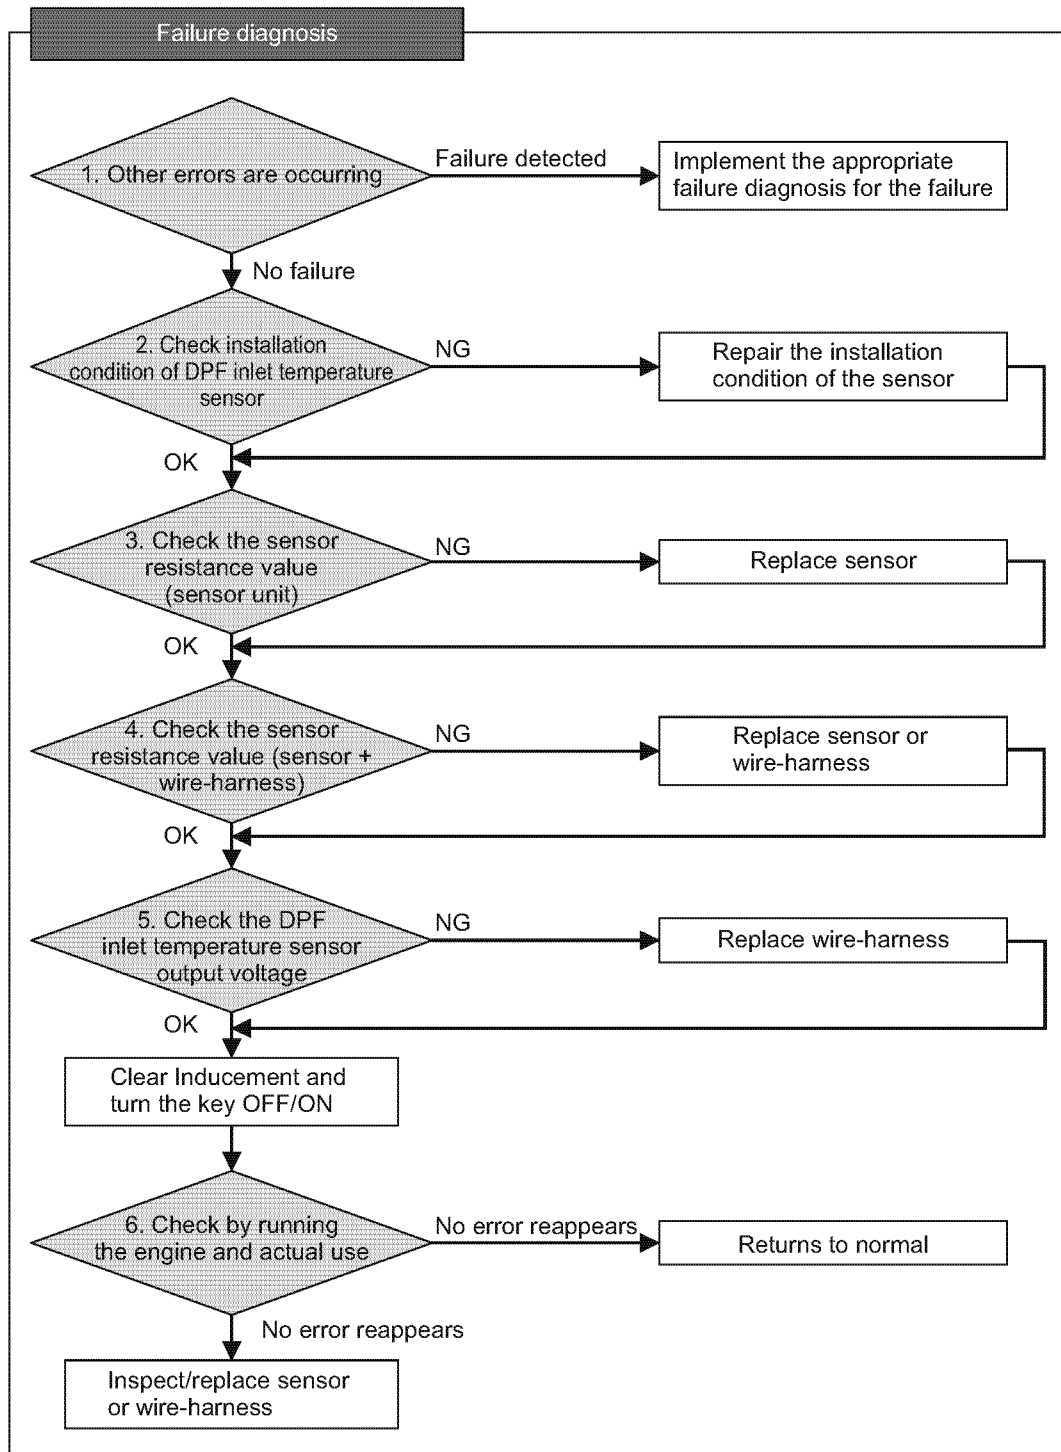 Failure diagnosis
1. Other errors are occurring
Failure detected
Implement the appropriate
failure diagnosis for the failure
No failure
2. Check installation
condition of DPF inlet temperature
sensor
NG
Repair the installation
condition of the sensor
OK
3. Check the sensor
resistance value
(sensor unit)
NG
Replace sensor
OK
4. Check the sensor
resistance value (sensor +
wire-harness)
NG
Replace sensor or
wire-harness
OK
5. Check the DPF
inlet temperature sensor
output voltage
NG
Replace wire-harness
OK
Clear Inducement and
turn the key OFF/ON
6. Check by running
the engine and actual use
No error reappears
Returns to normal
No error reappears
Inspect/replace sensor
or wire-harness